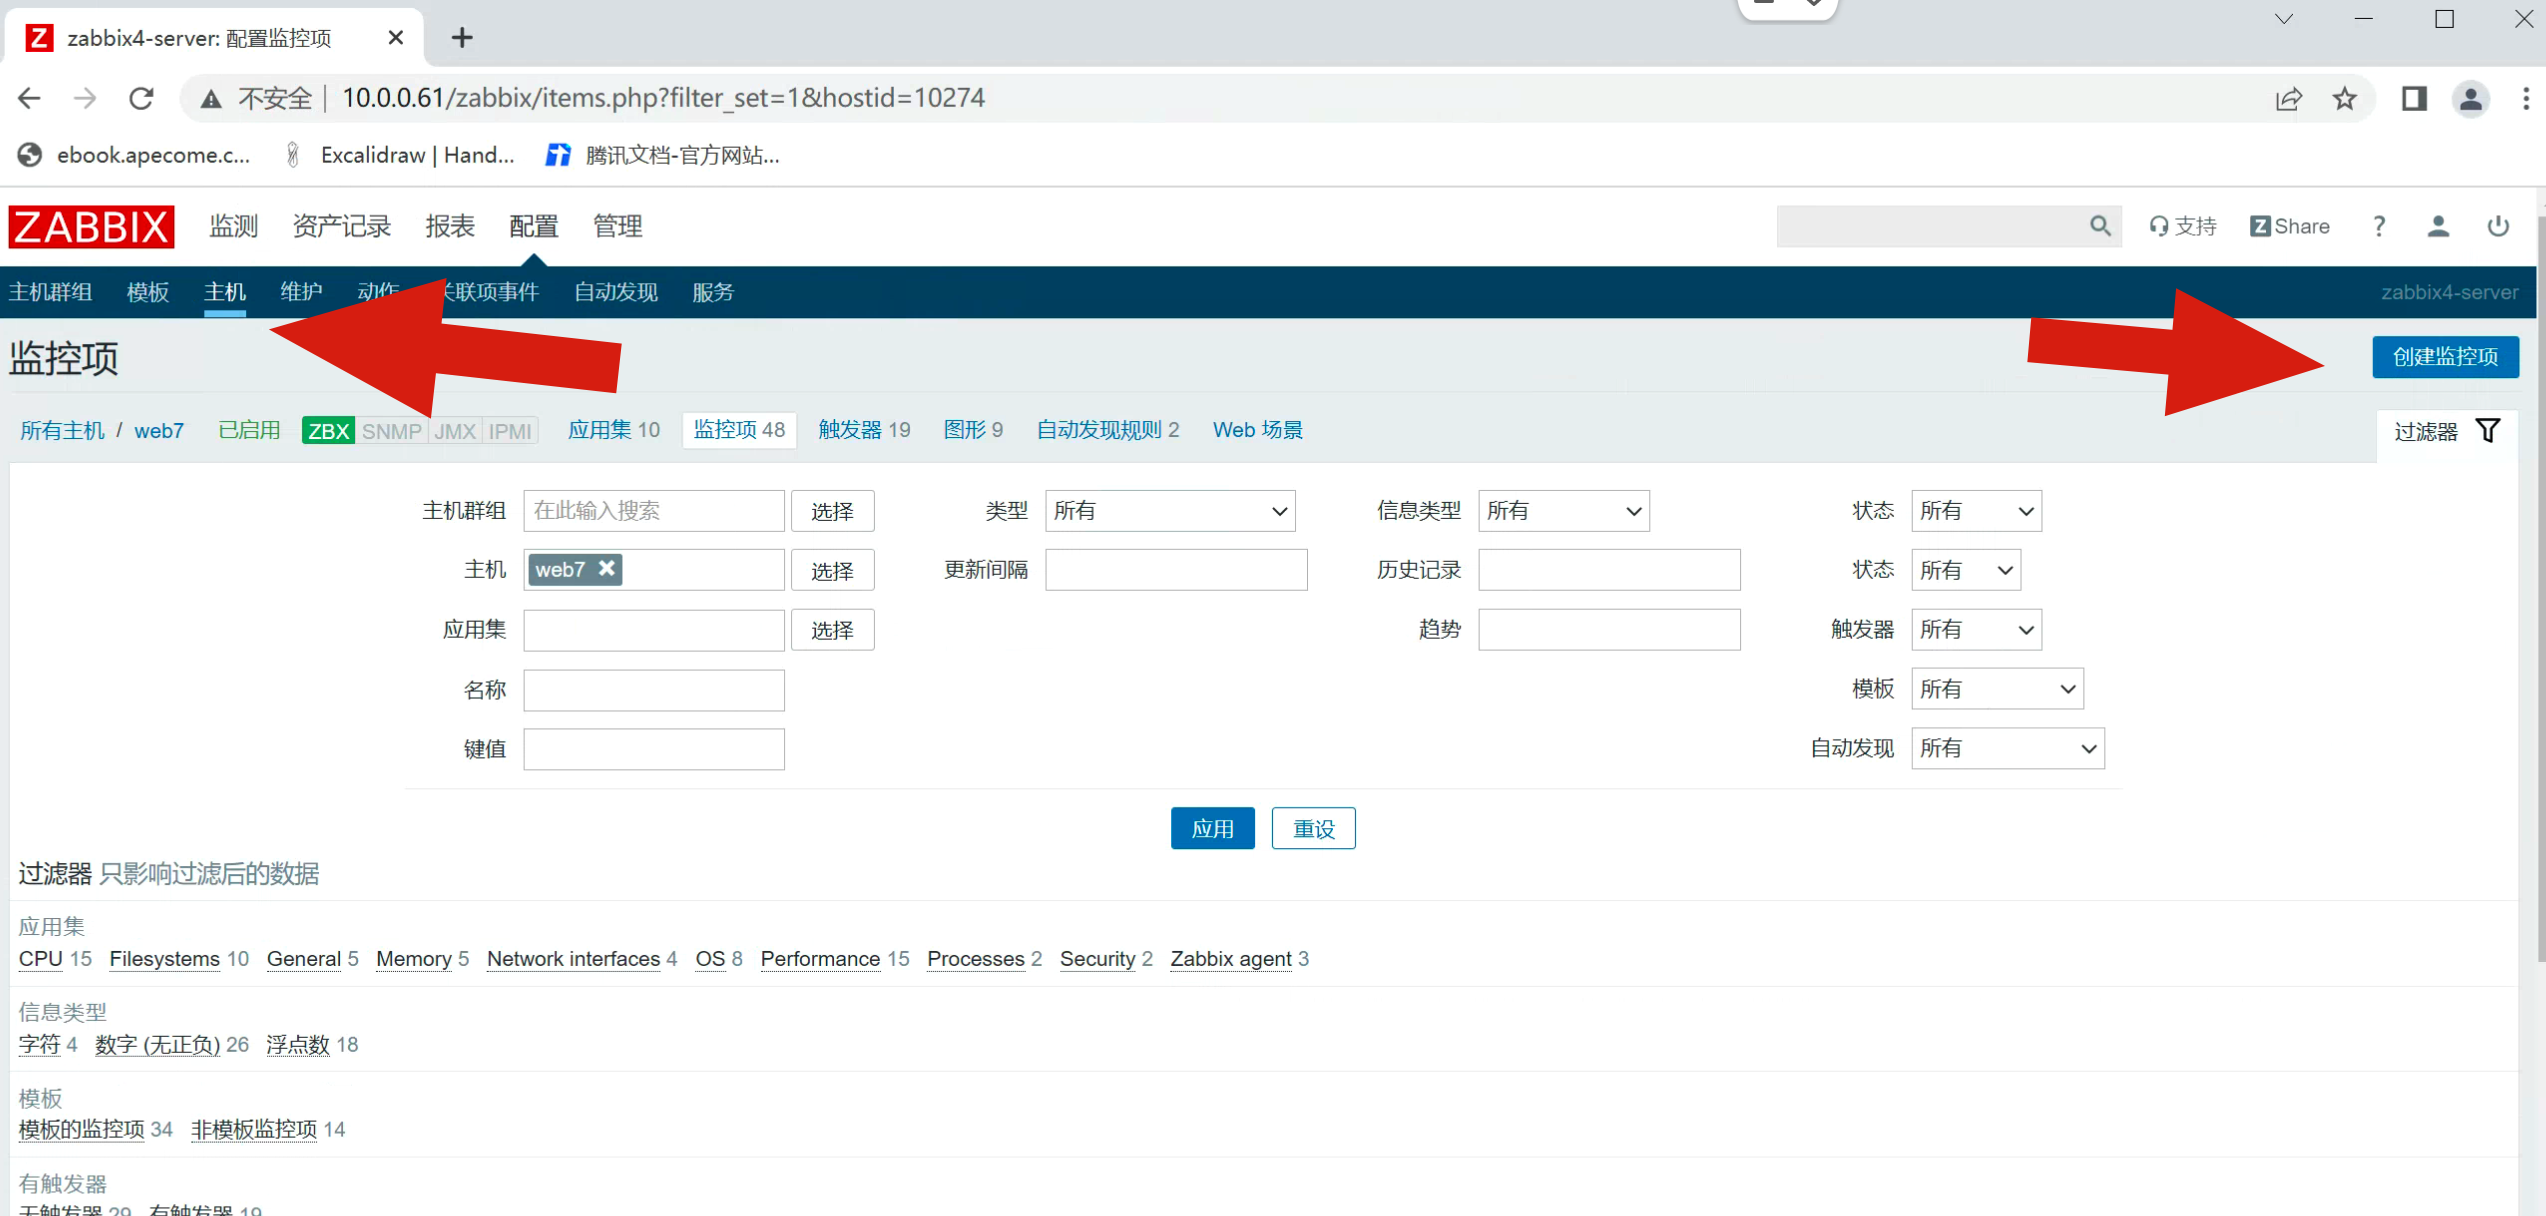 zabbix4-server: 配置监控项
不安全 | 10.0.0.61/zabbix/items.php?filter_set=1&hostid=10274
ebook.apecome.c... Excalidraw | Hand... 腾讯文档-官方网站...
ZABBIX 监测 资产记录 报表 配置 管理 支持 Z Share ?
主机群组 模板 主机 维护 动作 联项事件 自动发现 服务 zabbix4-server
监控项 创建监控项
所有主机 / web7 已启用 ZBX SNMP JMX IPMI 应用集 10 监控项 48 触发器 19 图形 9 自动发现规则 2 Web 场景 过滤器
主机群组 在此输入搜索 选择 类型 所有 信息类型 所有 状态 所有
主机 web7 选择 更新间隔 历史记录 状态 所有
应用集 选择 趋势 触发器 所有
名称 模板 所有
键值 自动发现 所有
应用 重设
过滤器 只影响过滤后的数据
应用集
CPU 15 Filesystems 10 General 5 Memory 5 Network interfaces 4 OS 8 Performance 15 Processes 2 Security 2 Zabbix agent 3
信息类型
字符 4 数字 (无正负) 26 浮点数 18
模板
模板的监控项 34 非模板监控项 14
有触发器
无触发器 29 有触发器 19